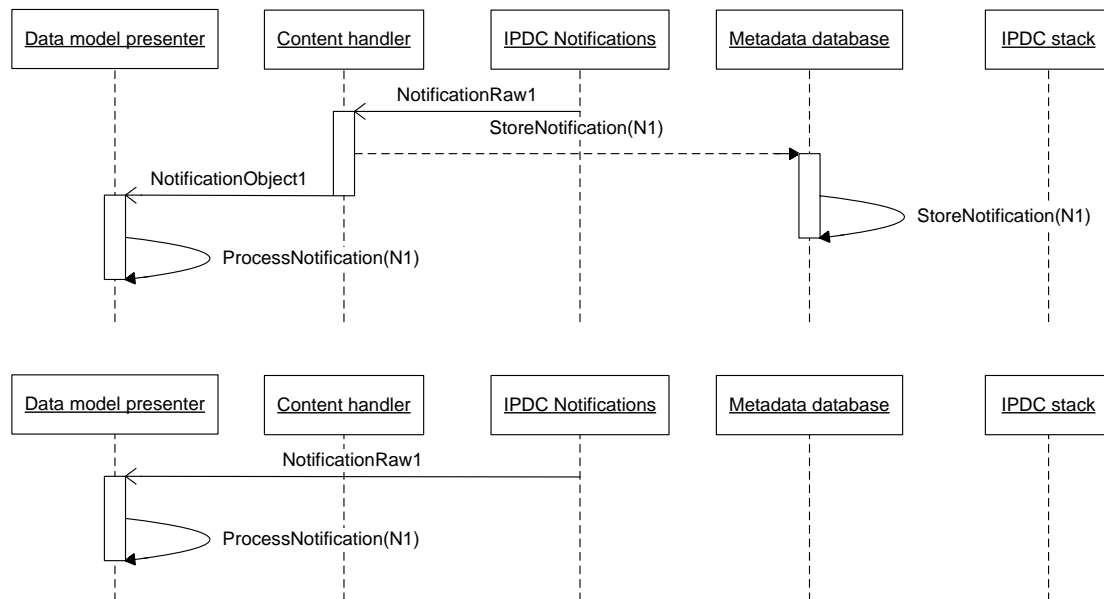 Data model presenter
Content handler
IPDC Notifications
Metadata database
IPDC stack
NotificationRaw1
StoreNotification(N1)
NotificationObject1
StoreNotification(N1)
ProcessNotification(N1)
Data model presenter
Content handler
IPDC Notifications
Metadata database
IPDC stack
NotificationRaw1
ProcessNotification(N1)